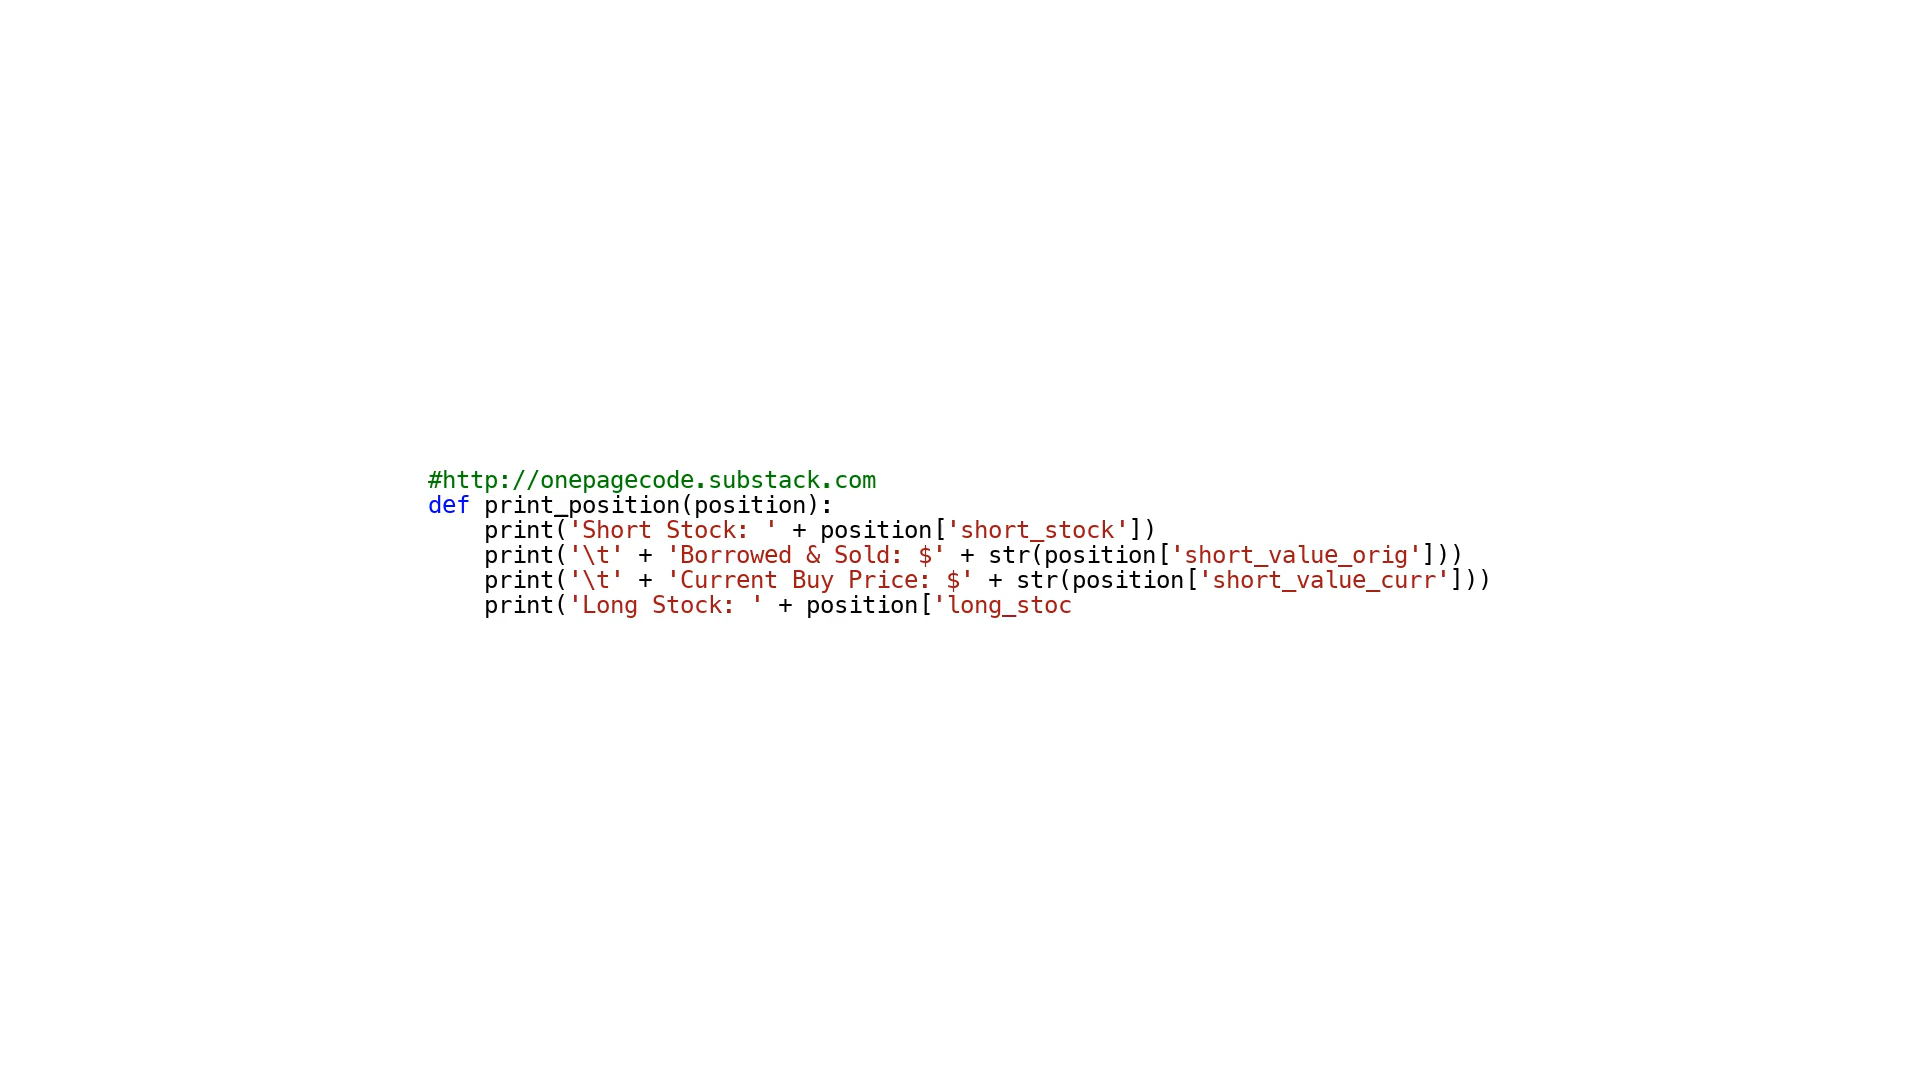 #http://onepagecode.substack.com
def print_position(position):
    print('Short Stock: ' + position['short_stock'])
    print('\t' + 'Borrowed & Sold: $' + str(position['short_value_orig']))
    print('\t' + 'Current Buy Price: $' + str(position['short_value_curr']))
    print('Long Stock: ' + position['long_stoc